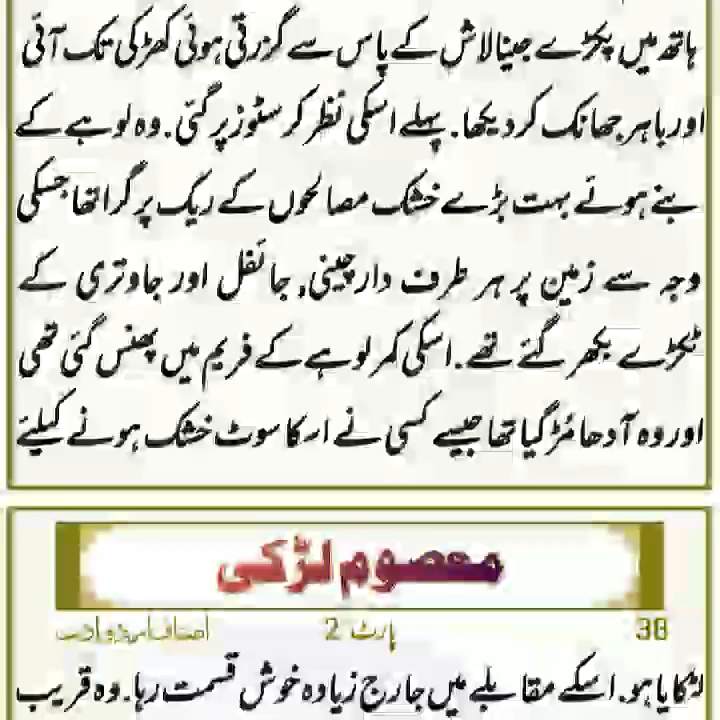 ہاتھ میں پکڑے جینا لاش کے پاس سے گزرتی ہوئی کھڑکی تک آئی
اور باہر جھانک کر دیکھا. پہلے اسکی نظر کرسٹوز پر گئی. وہ لوہے کے
بنے ہوئے بہت بڑے خشک مصالحوں کے ریک پر گرا تھا جسکی
وجہ سے زمین پر ہر طرف دار چینی, جائفل اور جاوتری کے
ٹکڑے بکھر گئے تھے. اسکی کمر لوہے کے فریم میں پھنس گئی تھی
اور وہ آدھا مُڑ گیا تھا جیسے کسی نے اسکا سوٹ خشک ہونے کیلئے
معصوم لڑکی
38 پارٹ 2 اصناف اردو ادب
لٹکایا ہو. اسکے مقابلے میں جارج زیادہ خوش قسمت رہا. وہ قریب